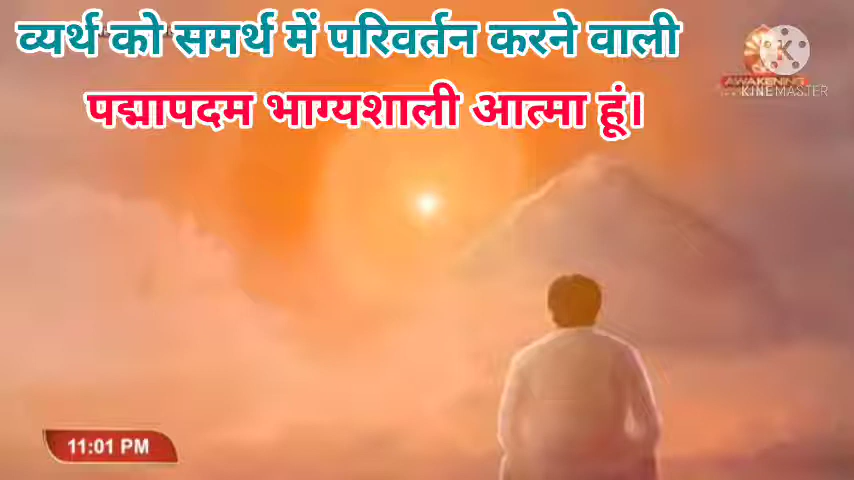 व्यर्थ को समर्थ में परिवर्तन करने वाली
पद्मापदम भाग्यशाली आत्मा हूं।
K
AWAKENING
KINEMASTER
11:01 PM